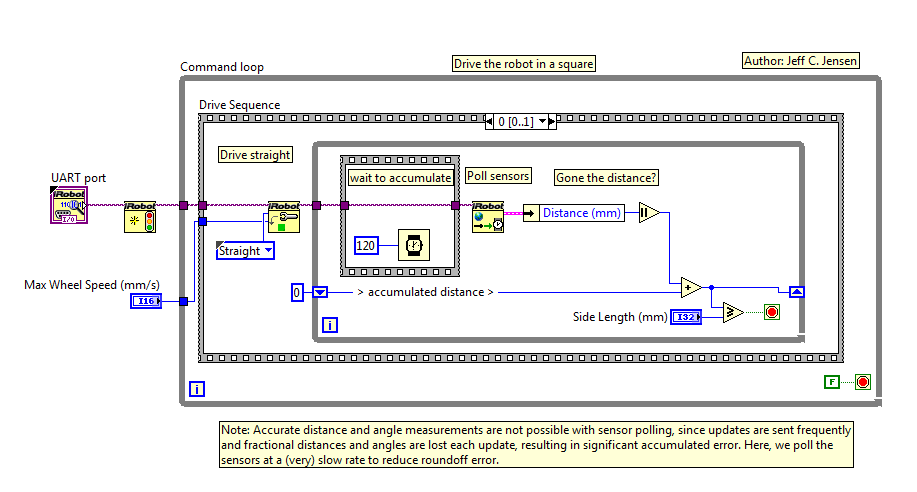 Drive the robot in a square
Author: Jeff C. Jensen
Command loop
Drive Sequence
0 [0..1]
Drive straight
wait to accumulate
Poll sensors
Gone the distance?
UART port
iRobot
I/O
iRobot
iRobot
iRobot
Distance (mm)
Straight
120
Max Wheel Speed (mm/s)
I16
0
> accumulated distance >
+
≥
Side Length (mm)
I32
i
F
i
Note: Accurate distance and angle measurements are not possible with sensor polling, since updates are sent frequently
and fractional distances and angles are lost each update, resulting in significant accumulated error. Here, we poll the
sensors at a (very) slow rate to reduce roundoff error.